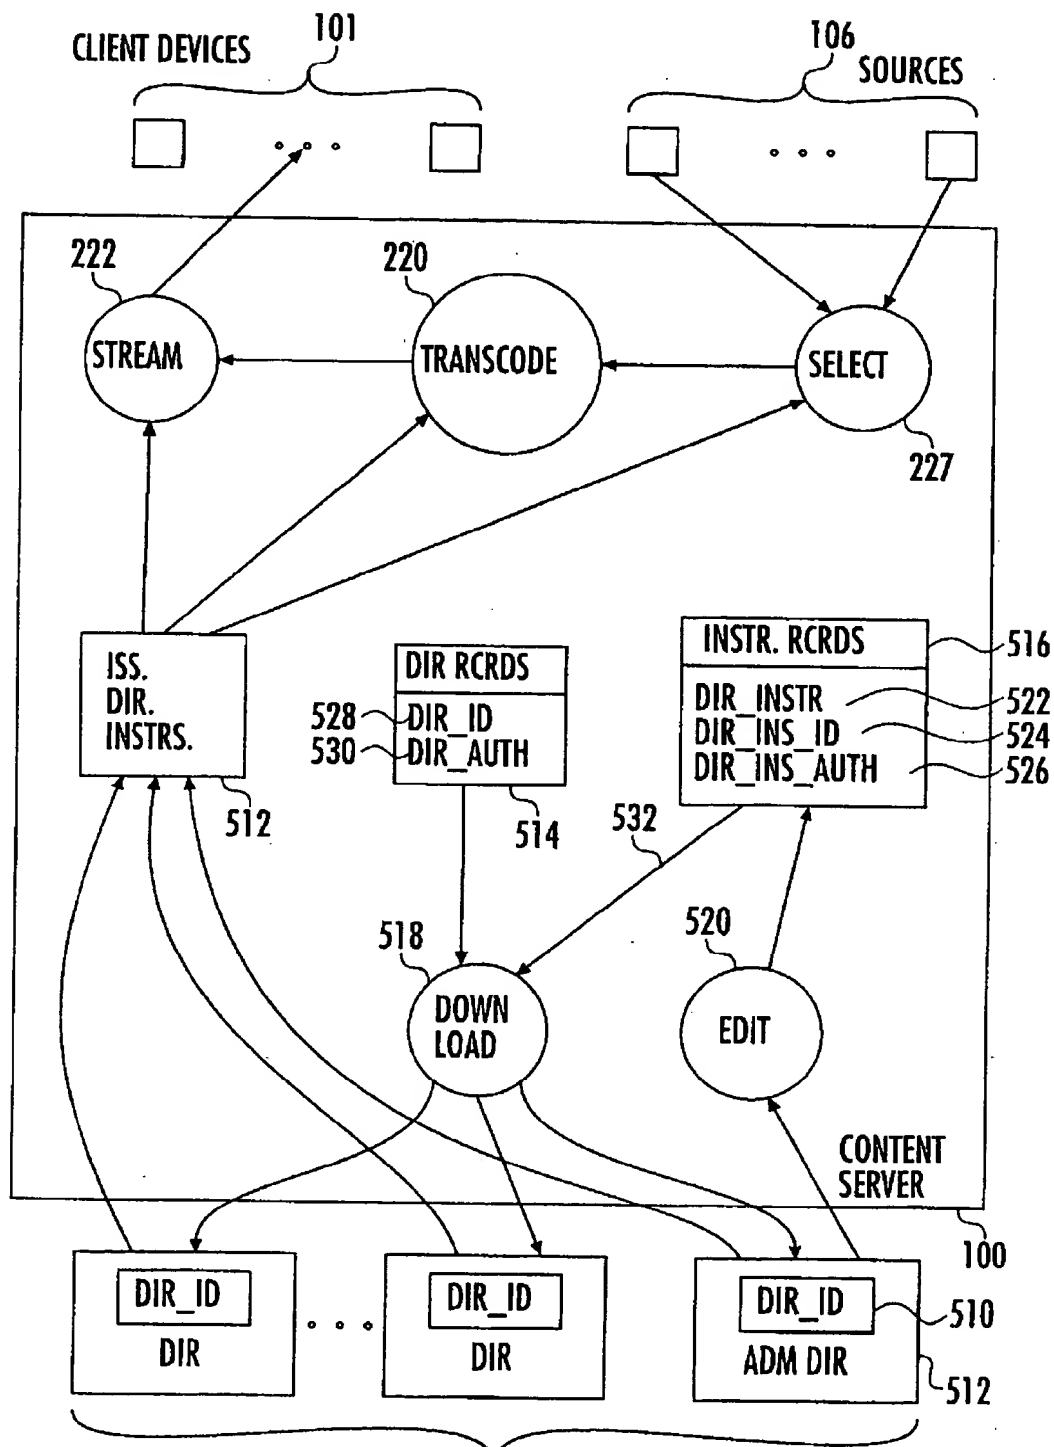 CLIENT DEVICES
101
106
SOURCES
222
220
STREAM
TRANSCODE
SELECT
227
ISS.
DIR.
INSTRS.
512
DIR RCRDS
528
DIR_ID
530
DIR_AUTH
514
INSTR. RCRDS
516
DIR_INSTR
522
DIR_INS_ID
524
DIR_INS_AUTH
526
532
518
520
DOWN
LOAD
EDIT
CONTENT
SERVER
100
DIR_ID
DIR
DIR_ID
DIR
DIR_ID
510
ADM DIR
512